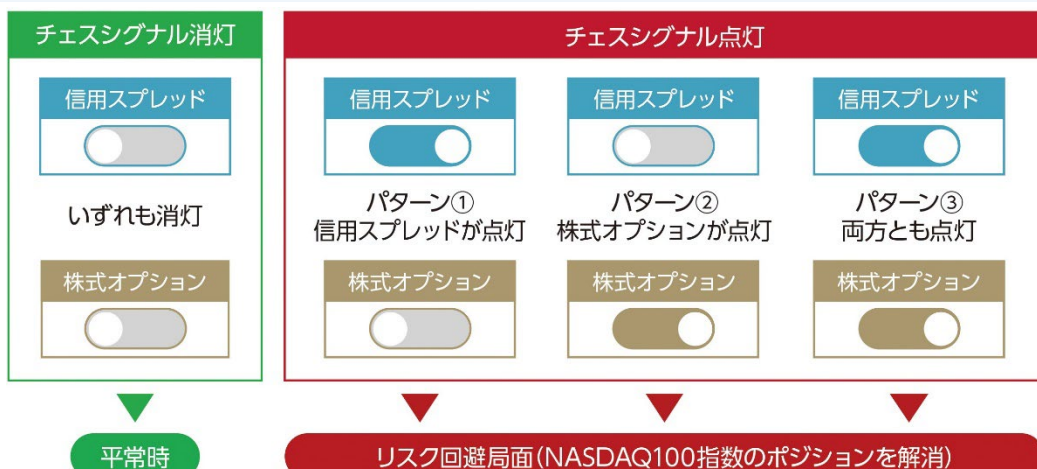 チェスシグナル消灯
信用スプレッド
いずれも消灯
株式オプション
平常時
チェスシグナル点灯
信用スプレッド
パターン①
信用スプレッドが点灯
株式オプション
信用スプレッド
パターン②
株式オプションが点灯
株式オプション
信用スプレッド
パターン③
両方とも点灯
株式オプション
リスク回避局面(NASDAQ100指数のポジションを解消)